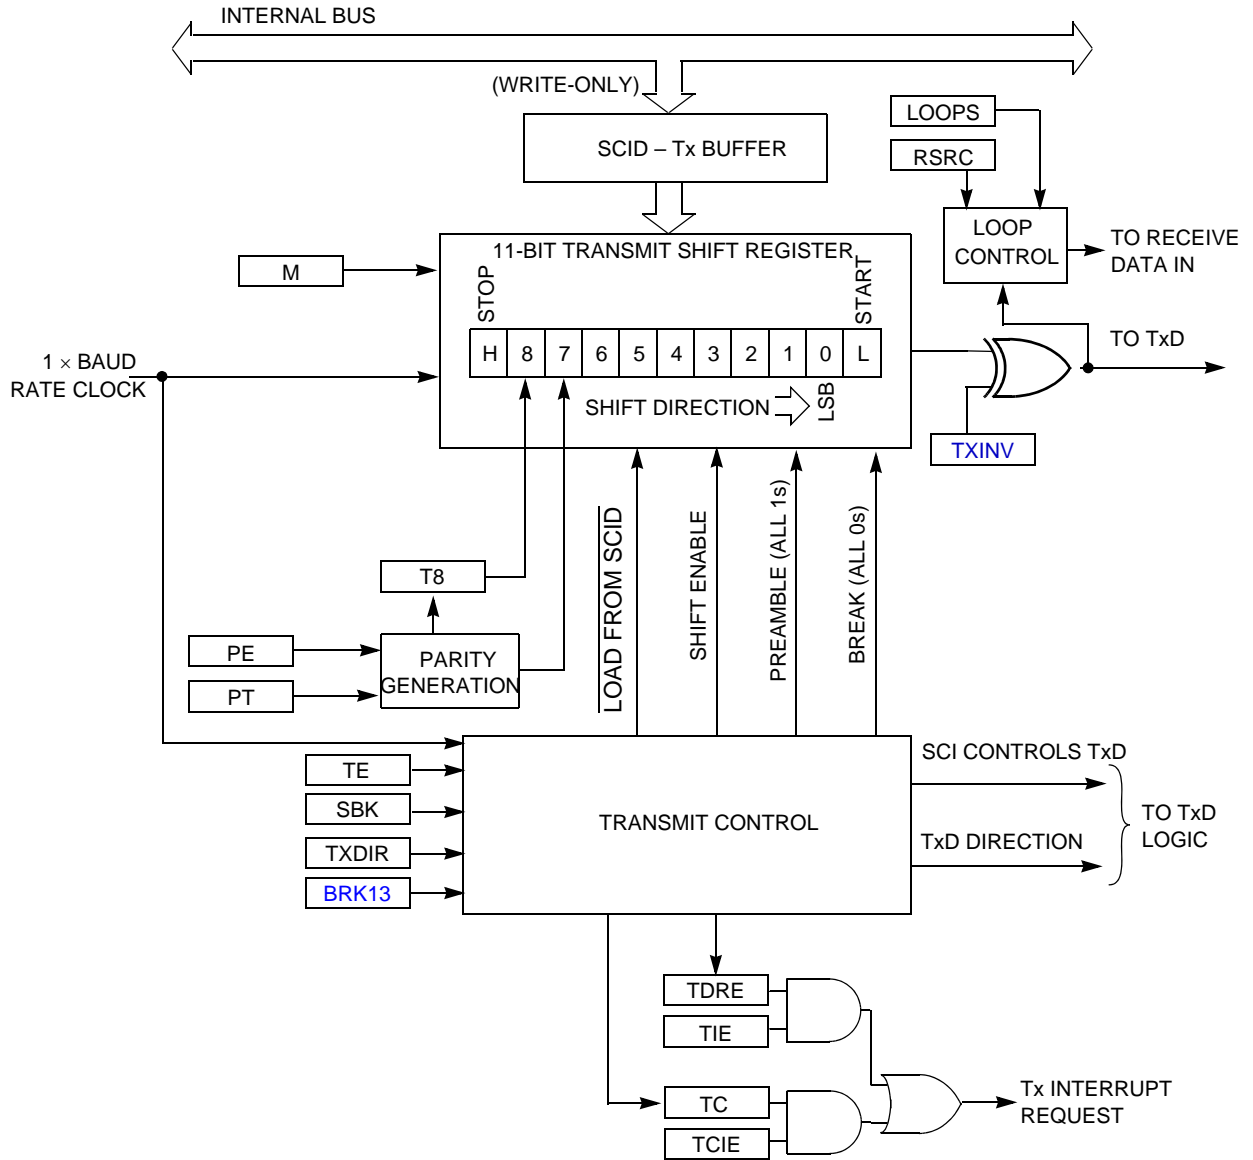 INTERNAL BUS
(WRITE-ONLY)
SCID – Tx BUFFER
LOOPS
RSRC
LOOP
CONTROL
TO RECEIVE
DATA IN
11-BIT TRANSMIT SHIFT REGISTER
M
STOP
START
H 8 7 6 5 4 3 2 1 0 L
1 × BAUD
RATE CLOCK
SHIFT DIRECTION
LSB
TO TxD
TXINV
LOAD FROM SCID
SHIFT ENABLE
PREAMBLE (ALL 1s)
BREAK (ALL 0s)
T8
PE
PT
PARITY
GENERATION
TE
SBK
TXDIR
BRK13
TRANSMIT CONTROL
SCI CONTROLS TxD
TxD DIRECTION
TO TxD
LOGIC
TDRE
TIE
TC
TCIE
Tx INTERRUPT
REQUEST